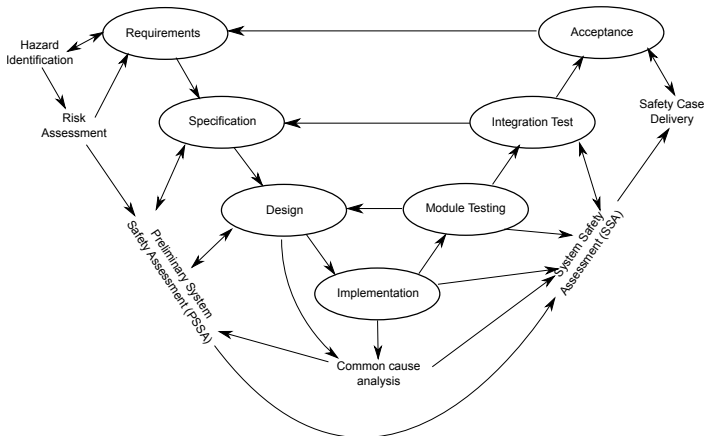 Requirements
Acceptance
Hazard
Identification
Risk
Assessment
Safety Case
Delivery
Specification
Integration Test
Design
Module Testing
Preliminary System
Safety Assessment (PSSA)
System Safety
Assessment (SSA)
Implementation
Common cause
analysis